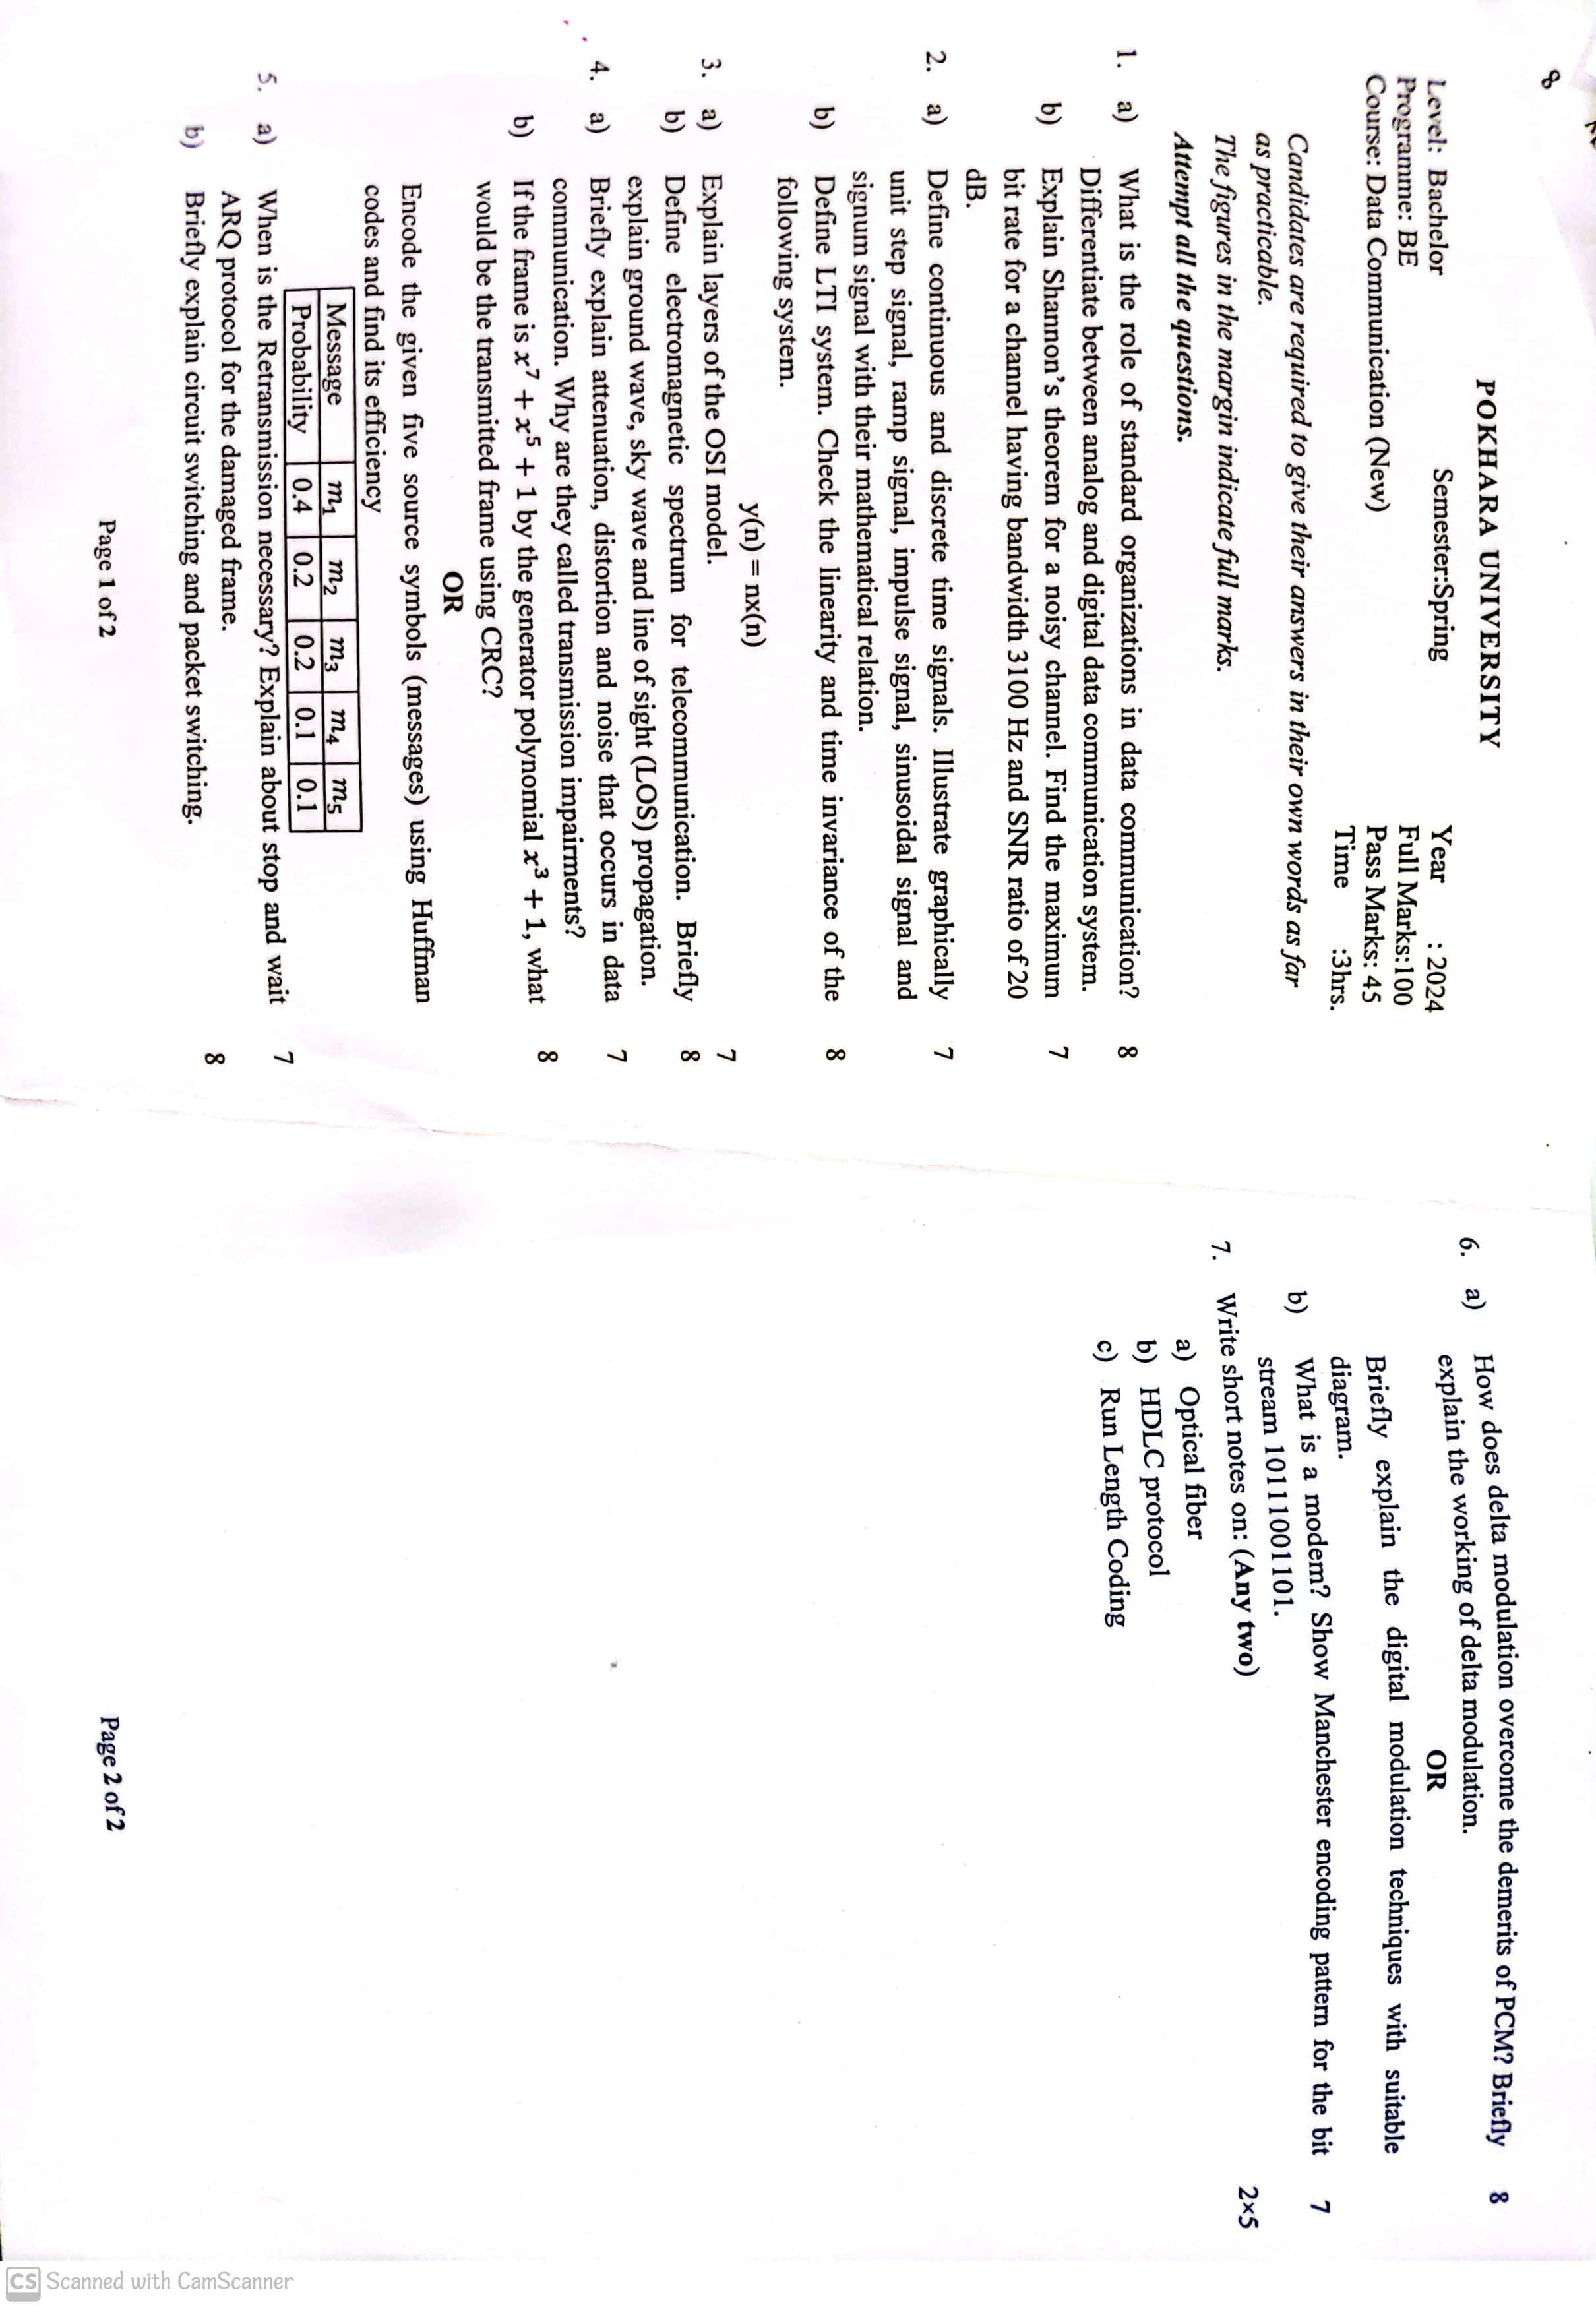 8
POKHARA UNIVERSITY
Level: Bachelor Semester:Spring Year : 2024
Programme: BE Full Marks:100
Course: Data Communication (New) Pass Marks: 45
Time :3hrs.
Candidates are required to give their answers in their own words as far
as practicable.
The figures in the margin indicate full marks.
Attempt all the questions.
1. a) What is the role of standard organizations in data communication? 8
Differentiate between analog and digital data communication system.
b) Explain Shannon's theorem for a noisy channel. Find the maximum 7
bit rate for a channel having bandwidth 3100 Hz and SNR ratio of 20
dB.
2. a) Define continuous and discrete time signals. Illustrate graphically 7
unit step signal, ramp signal, impulse signal, sinusoidal signal and
signum signal with their mathematical relation.
b) Define LTI system. Check the linearity and time invariance of the 8
following system.
y(n) = nx(n)
3. a) Explain layers of the OSI model. 7
b) Define electromagnetic spectrum for telecommunication. Briefly 8
explain ground wave, sky wave and line of sight (LOS) propagation.
4. a) Briefly explain attenuation, distortion and noise that occurs in data 7
communication. Why are they called transmission impairments?
b) If the frame is x⁷ + x⁵ + 1 by the generator polynomial x³ + 1, what 8
would be the transmitted frame using CRC?
OR
Encode the given five source symbols (messages) using Huffman
codes and find its efficiency
Message m₁ m₂ m₃ m₄ m₅
Probability 0.4 0.2 0.2 0.1 0.1
5. a) When is the Retransmission necessary? Explain about stop and wait 7
ARQ protocol for the damaged frame.
b) Briefly explain circuit switching and packet switching. 8
Page 1 of 2
6. a) How does delta modulation overcome the demerits of PCM? Briefly 8
explain the working of delta modulation.
OR
Briefly explain the digital modulation techniques with suitable
diagram.
b) What is a modem? Show Manchester encoding pattern for the bit 7
stream 10111001101.
7. Write short notes on: (Any two) 2×5
a) Optical fiber
b) HDLC protocol
c) Run Length Coding
Page 2 of 2
CS Scanned with CamScanner